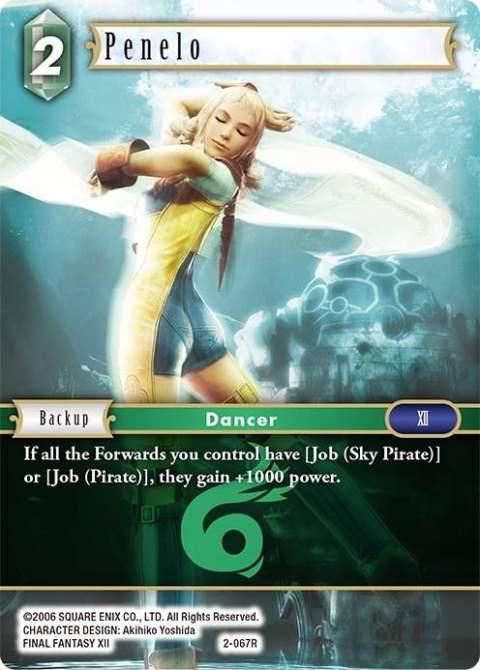 2
Penelo
Backup
Dancer
XII
If all the Forwards you control have [Job (Sky Pirate)]
or [Job (Pirate)], they gain +1000 power.
©2006 SQUARE ENIX CO., LTD. All Rights Reserved.
CHARACTER DESIGN: Akihiko Yoshida
FINAL FANTASY XII
2-067R